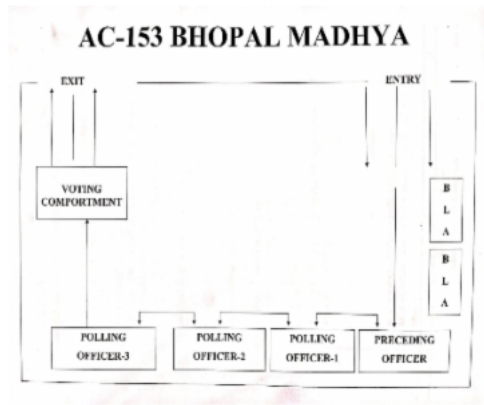 AC-153 BHOPAL MADHYA
EXIT
ENTRY
VOTING
COMPORTMENT
B
L
A
B
L
A
POLLING
OFFICER-3
POLLING
OFFICER-2
POLLING
OFFICER-1
PRECEDING
OFFICER